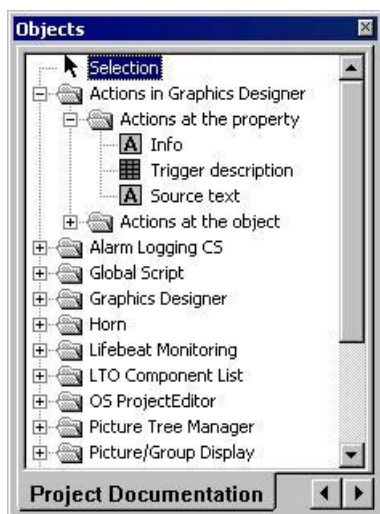 Objects
Selection
Actions in Graphics Designer
Actions at the property
A Info
Trigger description
A Source text
Actions at the object
Alarm Logging CS
Global Script
Graphics Designer
Horn
Lifebeat Monitoring
LTO Component List
OS ProjectEditor
Picture Tree Manager
Picture/Group Display
Project Documentation